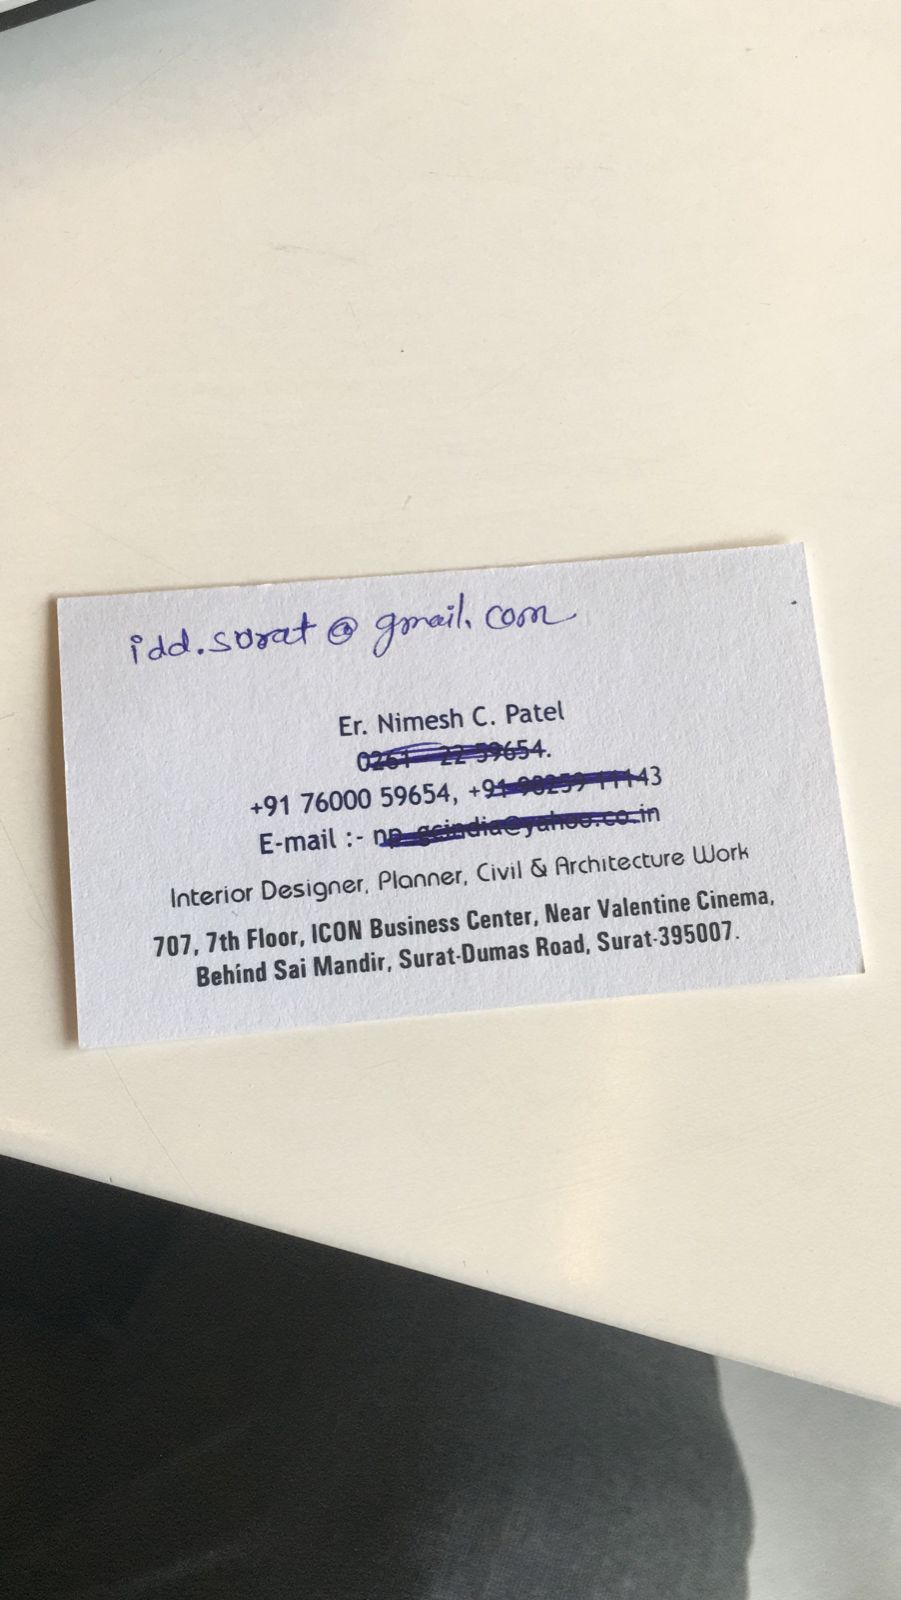 idd.surat@gmail.com
Er. Nimesh C. Patel
0261 - 22 59654.
+91 76000 59654, +91 98259 11143
E-mail :- np_gcindia@yahoo.co.in
Interior Designer, Planner, Civil & Architecture Work
707, 7th Floor, ICON Business Center, Near Valentine Cinema,
Behind Sai Mandir, Surat-Dumas Road, Surat-395007.